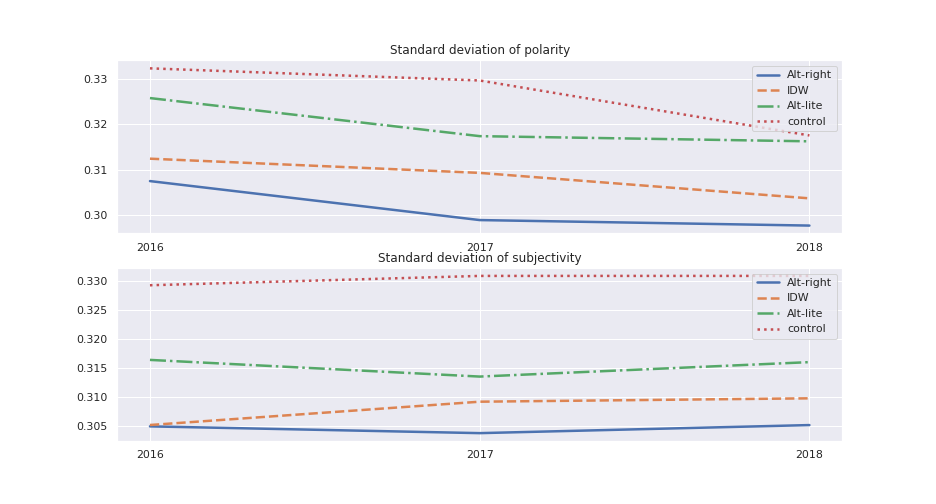 Standard deviation of polarity
0.33
0.32
0.31
0.30
Alt-right
IDW
Alt-lite
control
2016 2017 2018
Standard deviation of subjectivity
0.330
0.325
0.320
0.315
0.310
0.305
Alt-right
IDW
Alt-lite
control
2016 2017 2018